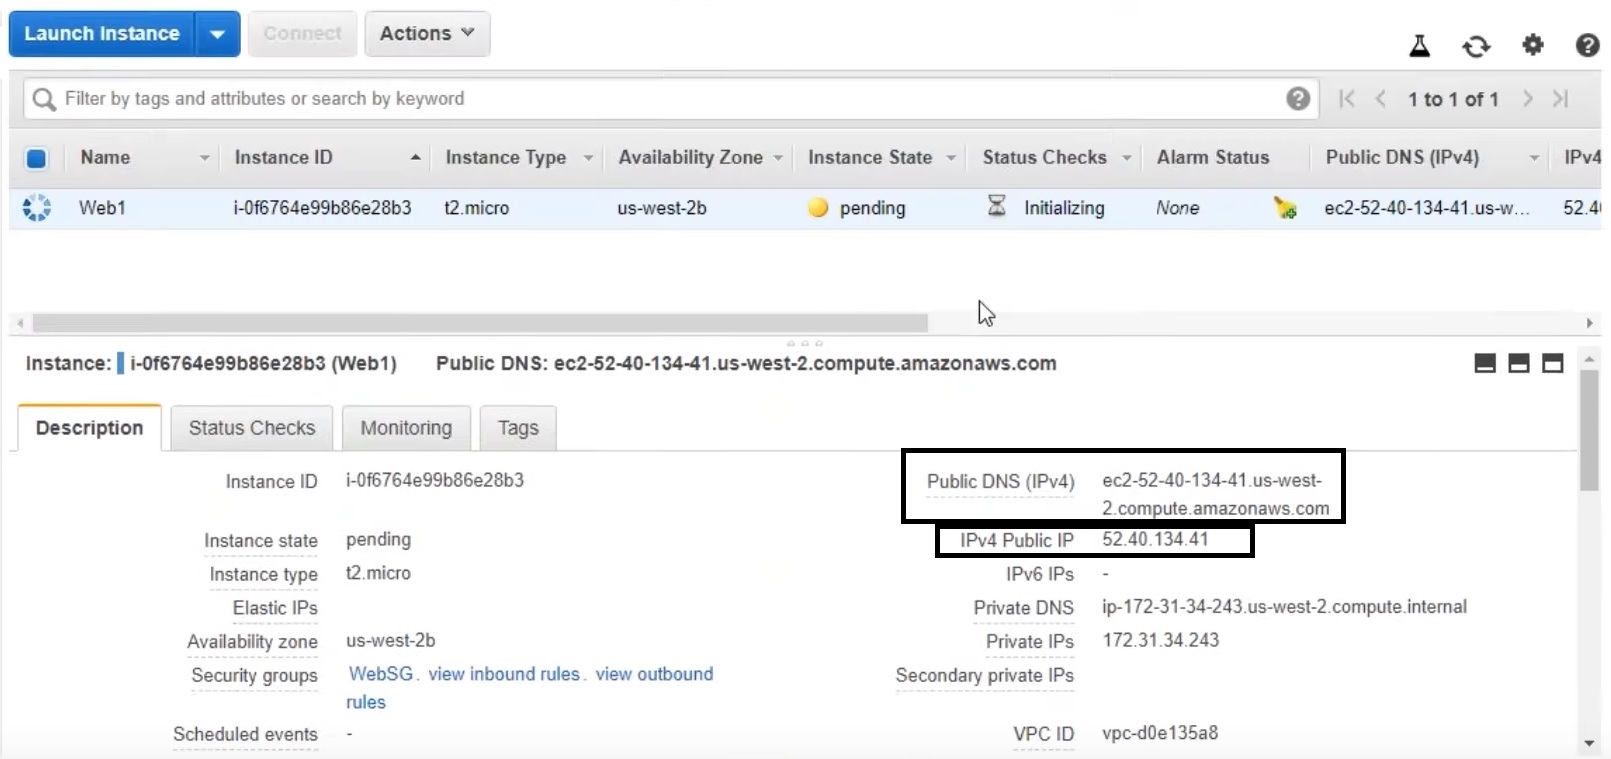 Launch Instance Connect Actions
Filter by tags and attributes or search by keyword 1 to 1 of 1
Name Instance ID Instance Type Availability Zone Instance State Status Checks Alarm Status Public DNS (IPv4) IPv4
Web1 i-0f6764e99b86e28b3 t2.micro us-west-2b pending Initializing None ec2-52-40-134-41.us-w... 52.40
Instance: i-0f6764e99b86e28b3 (Web1) Public DNS: ec2-52-40-134-41.us-west-2.compute.amazonaws.com
Description Status Checks Monitoring Tags
Instance ID i-0f6764e99b86e28b3 Public DNS (IPv4) ec2-52-40-134-41.us-west-
2.compute.amazonaws.com
Instance state pending IPv4 Public IP 52.40.134.41
Instance type t2.micro IPv6 IPs -
Elastic IPs Private DNS ip-172-31-34-243.us-west-2.compute.internal
Availability zone us-west-2b Private IPs 172.31.34.243
Security groups WebSG. view inbound rules. view outbound Secondary private IPs
rules
Scheduled events - VPC ID vpc-d0e135a8